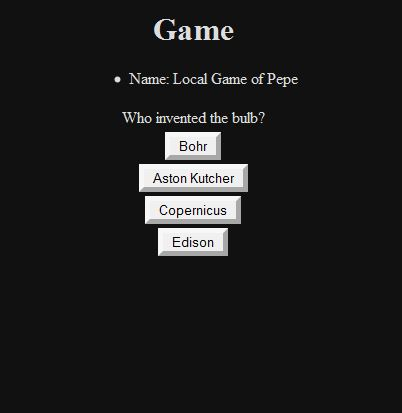 Game
Name: Local Game of Pepe
Who invented the bulb?
Bohr
Aston Kutcher
Copernicus
Edison